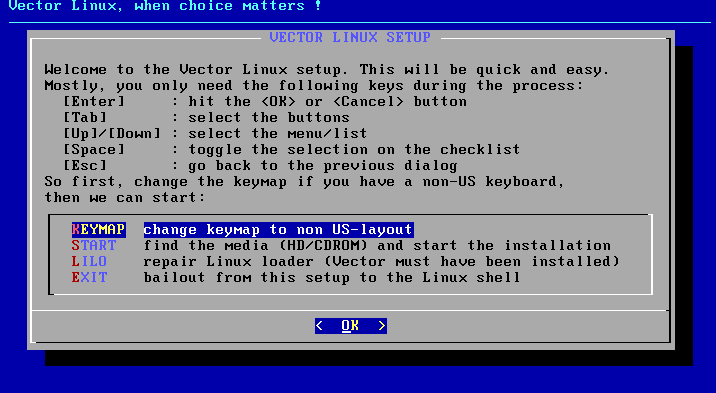 Vector Linux, when choice matters !
VECTOR LINUX SETUP
Welcome to the Vector Linux setup. This will be quick and easy.
Mostly, you only need the following keys during the process:
[Enter] : hit the <OK> or <Cancel> button
[Tab] : select the buttons
[Up]/[Down] : select the menu/list
[Space] : toggle the selection on the checklist
[Esc] : go back to the previous dialog
So first, change the keymap if you have a non-US keyboard,
then we can start:
KEYMAP change keymap to non US-layout
START find the media (HD/CDROM) and start the installation
LILO repair Linux loader (Vector must have been installed)
EXIT bailout from this setup to the Linux shell
< OK >